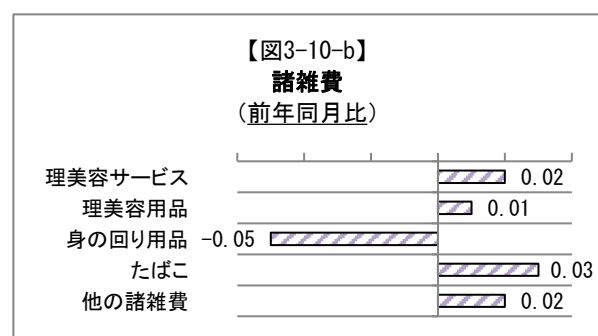 【図3-10-b】
諸雑費
（前年同月比）
理美容サービス 0.02
理美容用品 0.01
身の回り用品 -0.05
たばこ 0.03
他の諸雑費 0.02